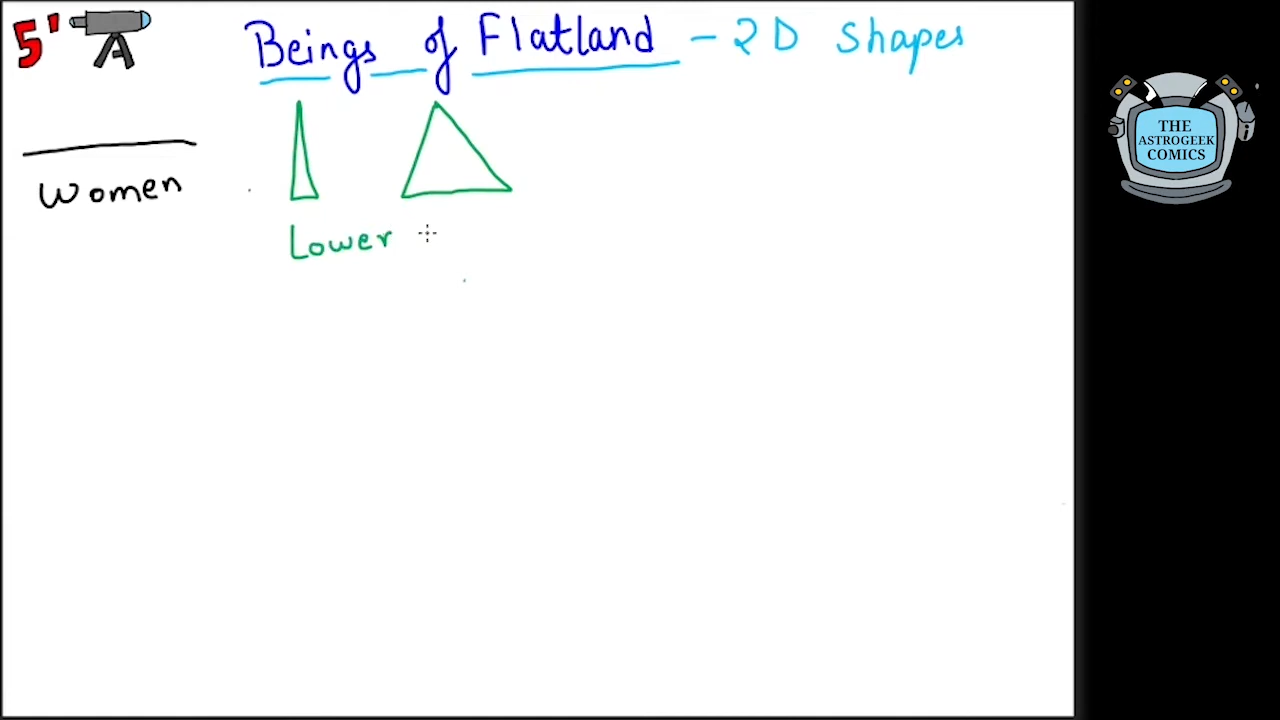 5'
Beings of Flatland - 2D Shapes
Women
Lower
THE
ASTROGEEK
COMICS